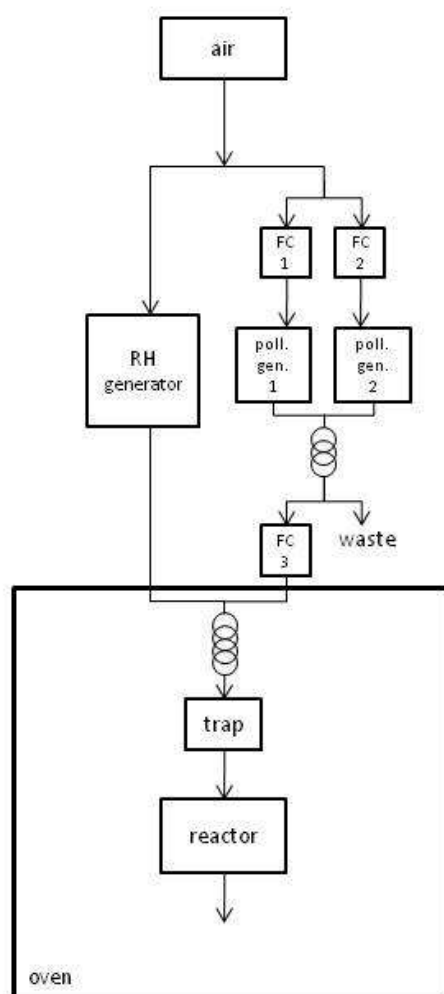 air
FC
1
FC
2
RH
generator
poll.
gen.
1
poll.
gen.
2
FC
3
waste
trap
reactor
oven